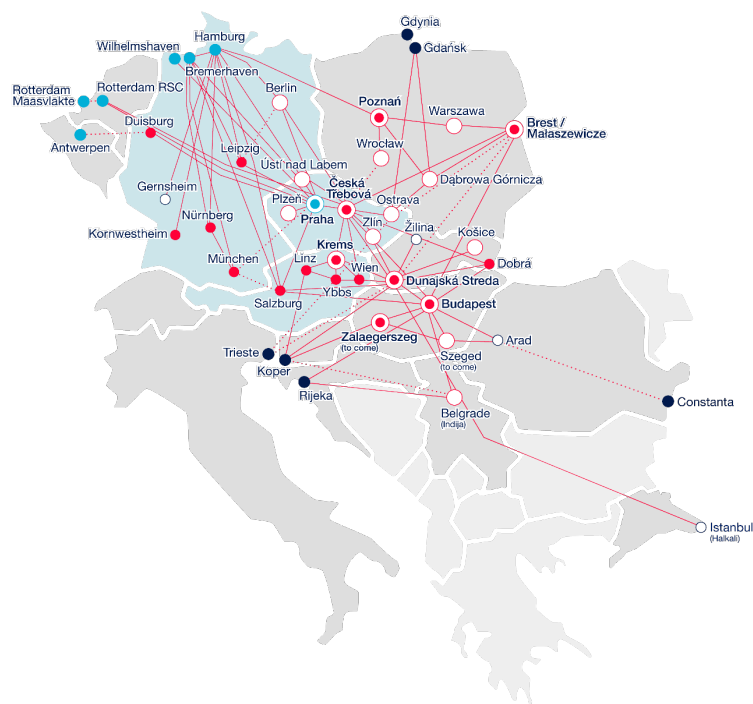 Gdynia
Gdańsk
Hamburg
Wilhelmshaven
Bremerhaven
Rotterdam
Maasvlakte
Rotterdam RSC
Berlin
Poznań
Warszawa
Brest /
Małaszewicze
Duisburg
Antwerpen
Leipzig
Wrocław
Ústí nad Labem
Česká
Třebová
Dąbrowa Górnicza
Gernsheim
Plzeň
Praha
Ostrava
Nürnberg
Zlín
Žilina
Košice
Kornwestheim
Krems
München
Linz
Wien
Dobrá
Dunajská Streda
Salzburg
Ybbs
Budapest
Zalaegerszeg
(to come)
Trieste
Koper
Szeged
(to come)
Arad
Rijeka
Belgrade
(Indija)
Constanta
Istanbul
(Halkali)